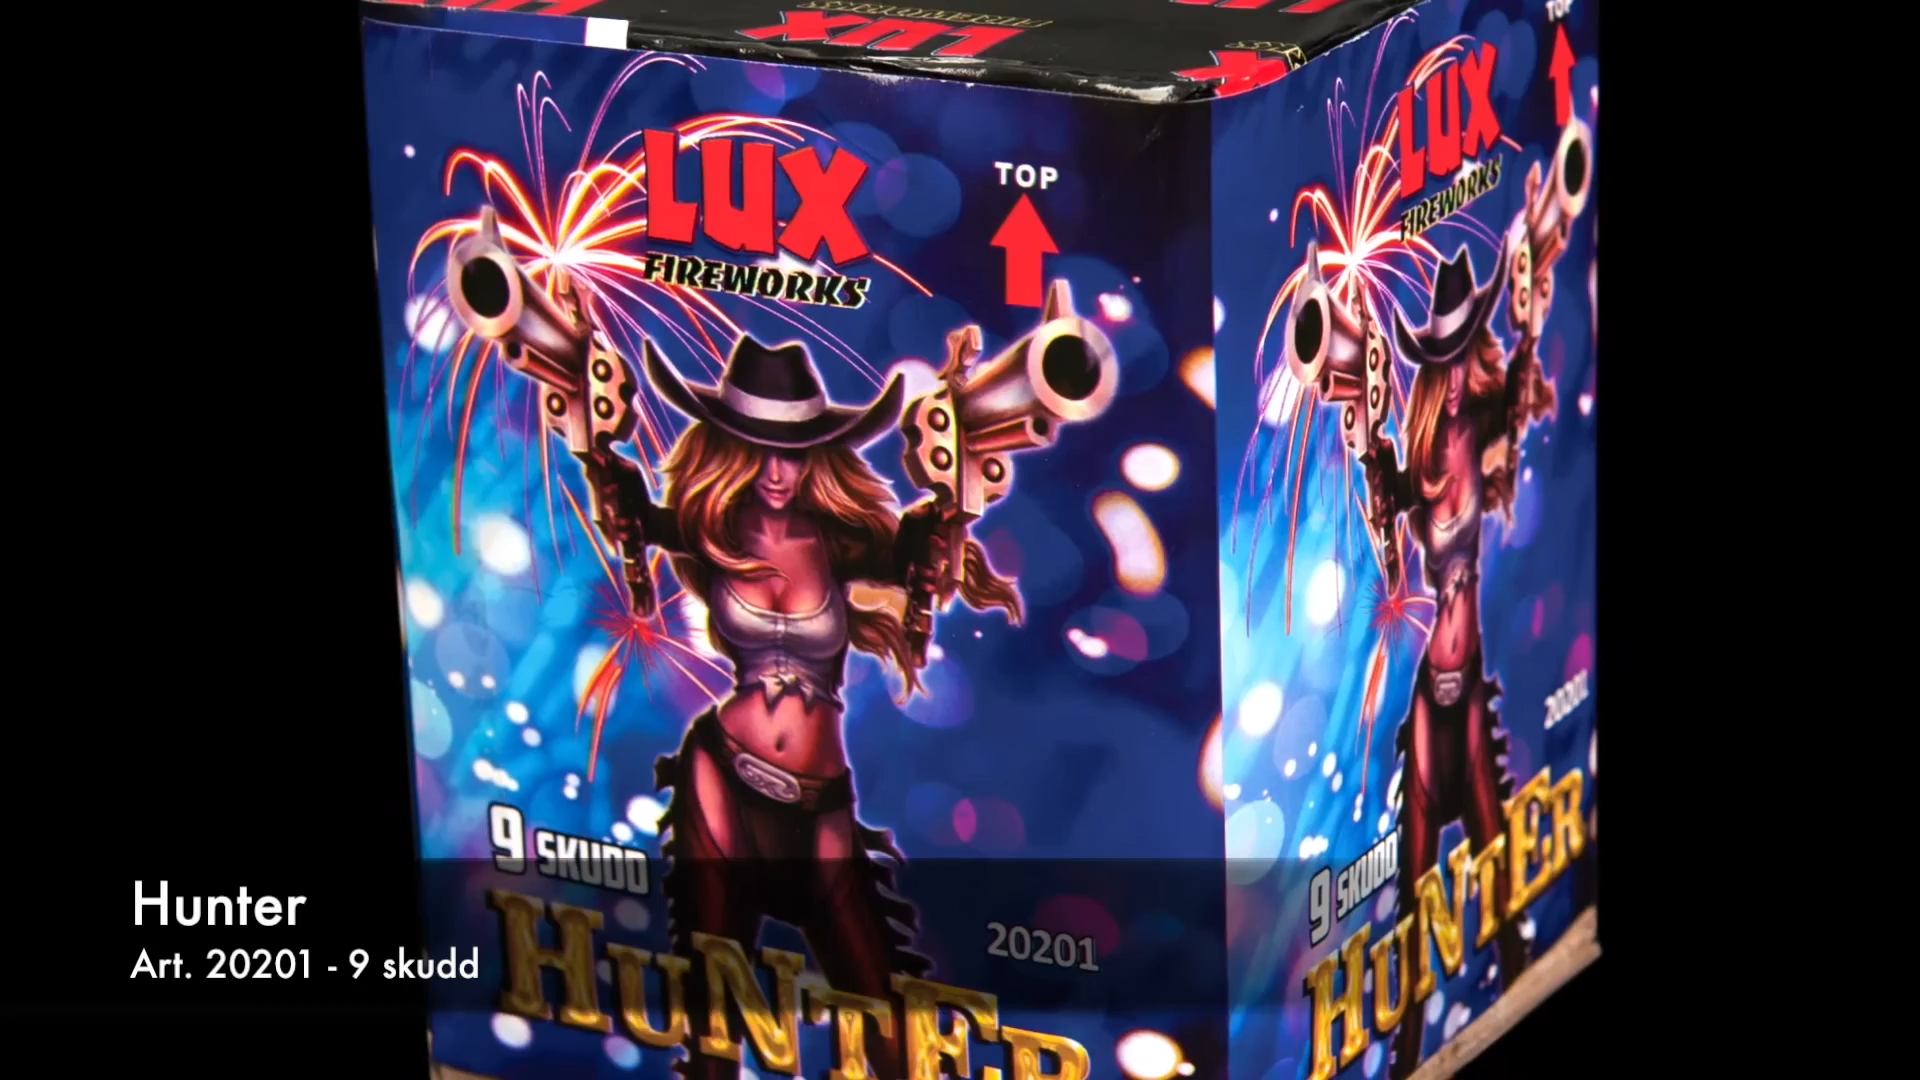 LUX
LUX
FIREWORKS
TOP
9 SKUDD
HUNTER
20201
TOP
LUX
FIREWORKS
20201
9 SKUDD
HUNTER
Hunter
Art. 20201 - 9 skudd